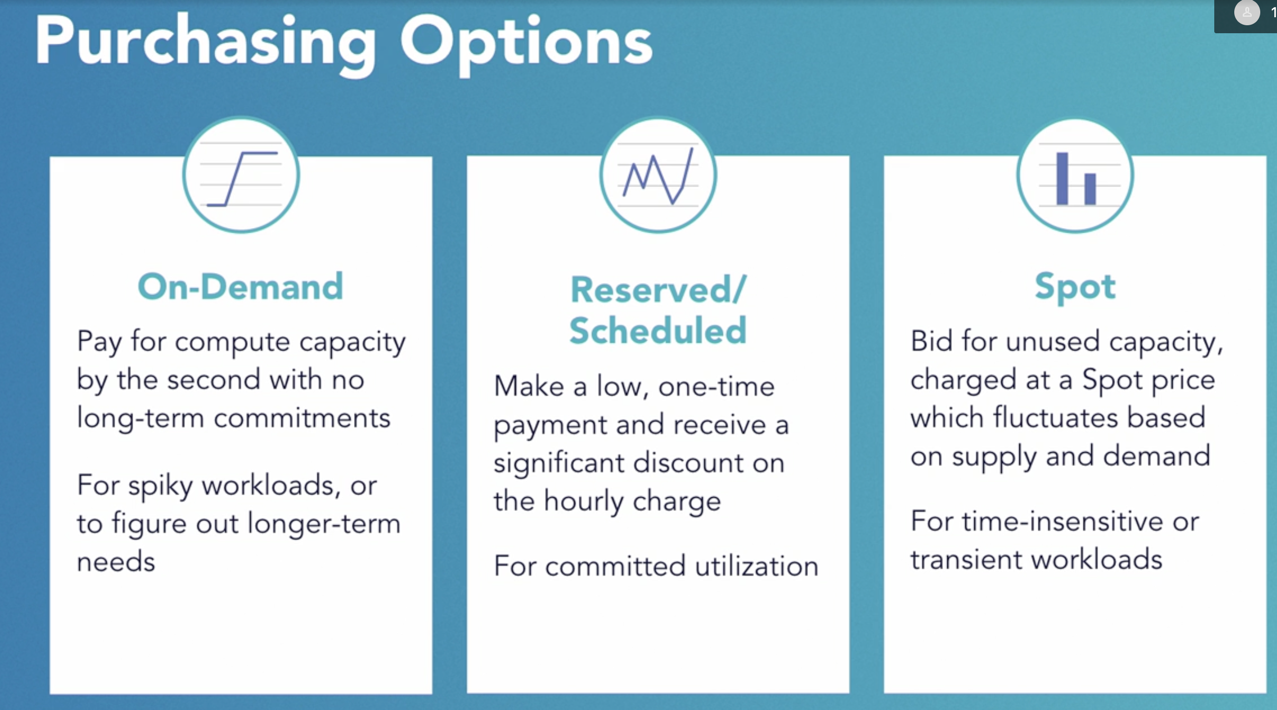 Purchasing Options
1
On-Demand
Pay for compute capacity
by the second with no
long-term commitments
For spiky workloads, or
to figure out longer-term
needs
Reserved/
Scheduled
Make a low, one-time
payment and receive a
significant discount on
the hourly charge
For committed utilization
Spot
Bid for unused capacity,
charged at a Spot price
which fluctuates based
on supply and demand
For time-insensitive or
transient workloads